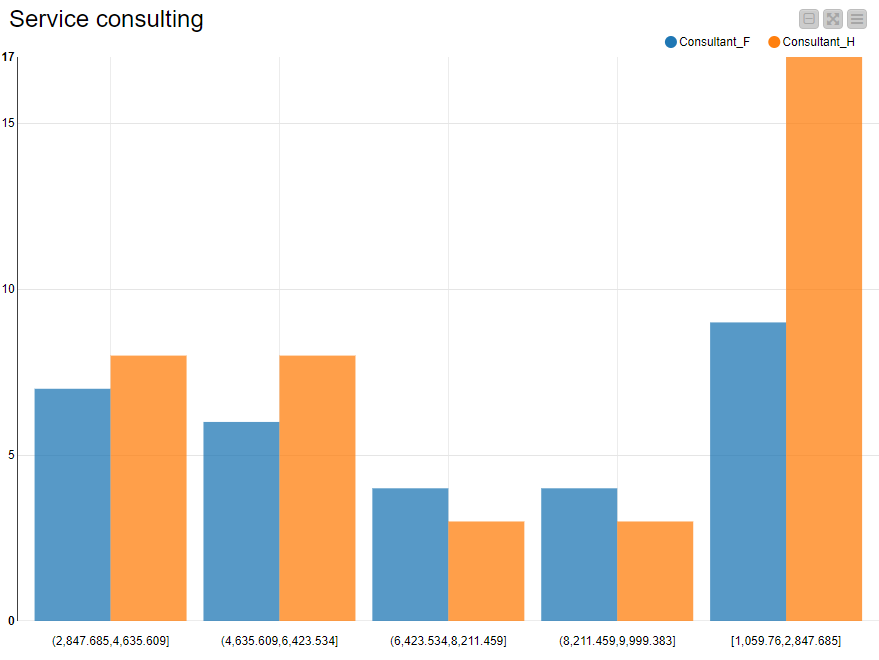 Service consulting
Consultant_F Consultant_H
17
15
10
5
0
(2,847.685,4,635.609] (4,635.609,6,423.534] (6,423.534,8,211.459] (8,211.459,9,999.383] [1,059.76,2,847.685]